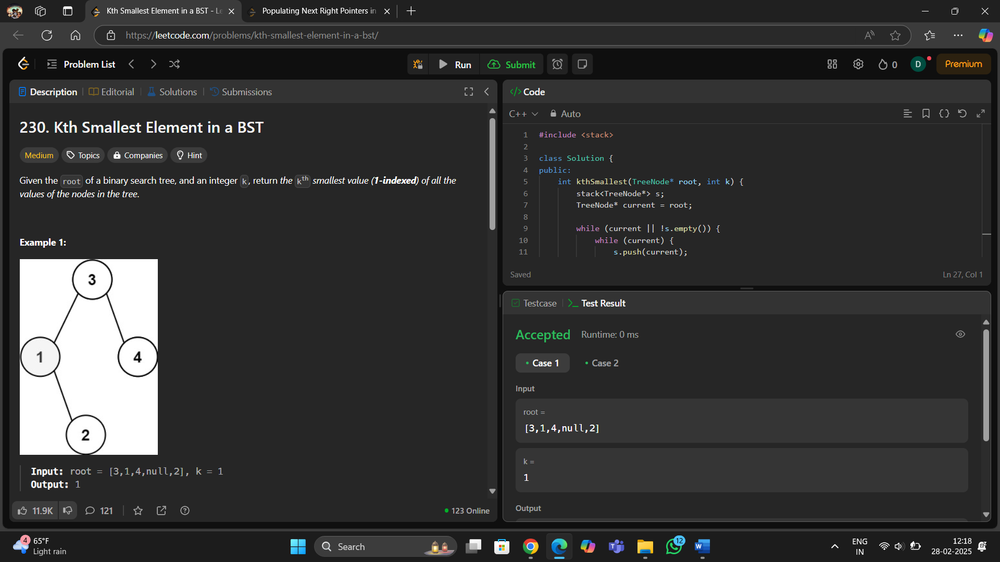 Kth Smallest Element in a BST - Le
Populating Next Right Pointers in
https://leetcode.com/problems/kth-smallest-element-in-a-bst/
Problem List
Run
Submit
0
D
Premium
Description
Editorial
Solutions
Submissions
230. Kth Smallest Element in a BST
Medium
Topics
Companies
Hint
Given the root of a binary search tree, and an integer k, return the kth smallest value (1-indexed) of all the
values of the nodes in the tree.
Example 1:
3
1
4
2
Input: root = [3,1,4,null,2], k = 1
Output: 1
11.9K
121
123 Online
</> Code
C++
Auto
1 #include <stack>
2
3 class Solution {
4 public:
5 int kthSmallest(TreeNode* root, int k) {
6 stack<TreeNode*> s;
7 TreeNode* current = root;
8
9 while (current || !s.empty()) {
10 while (current) {
11 s.push(current);
Saved
Ln 27, Col 1
Testcase
>_ Test Result
Accepted
Runtime: 0 ms
Case 1
Case 2
Input
root =
[3,1,4,null,2]
k =
1
Output
4
65°F
Light rain
Search
12
ENG
IN
12:18
28-02-2025